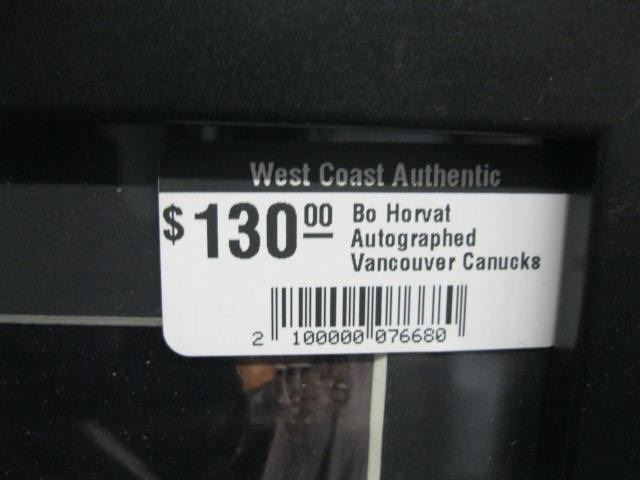 West Coast Authentic
$130.00 Bo Horvat
Autographed
Vancouver Canucks
2 100000 076680